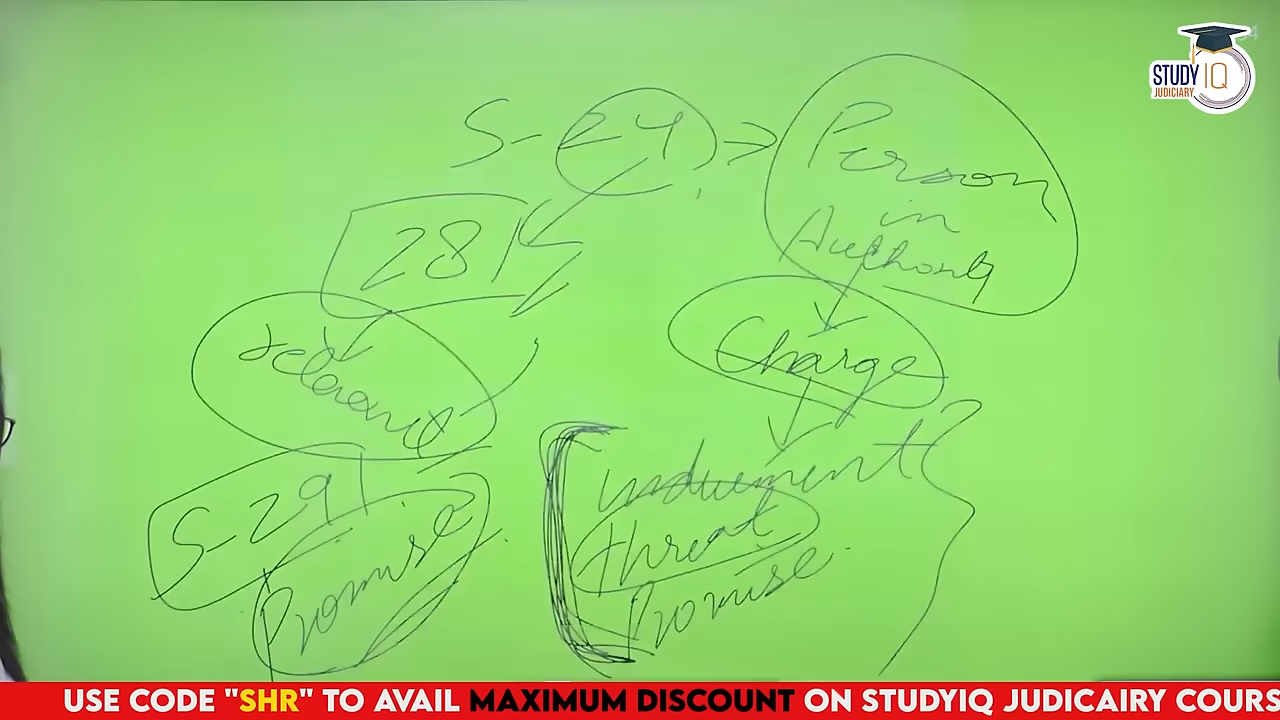 STUDY IQ
JUDICIARY
S-24 → Person
in
Authority
28
relevant
Charge
S-29
Promise
inducement
threat
Promise
USE CODE "SHR" TO AVAIL MAXIMUM DISCOUNT ON STUDYIQ JUDICAIRY COURS